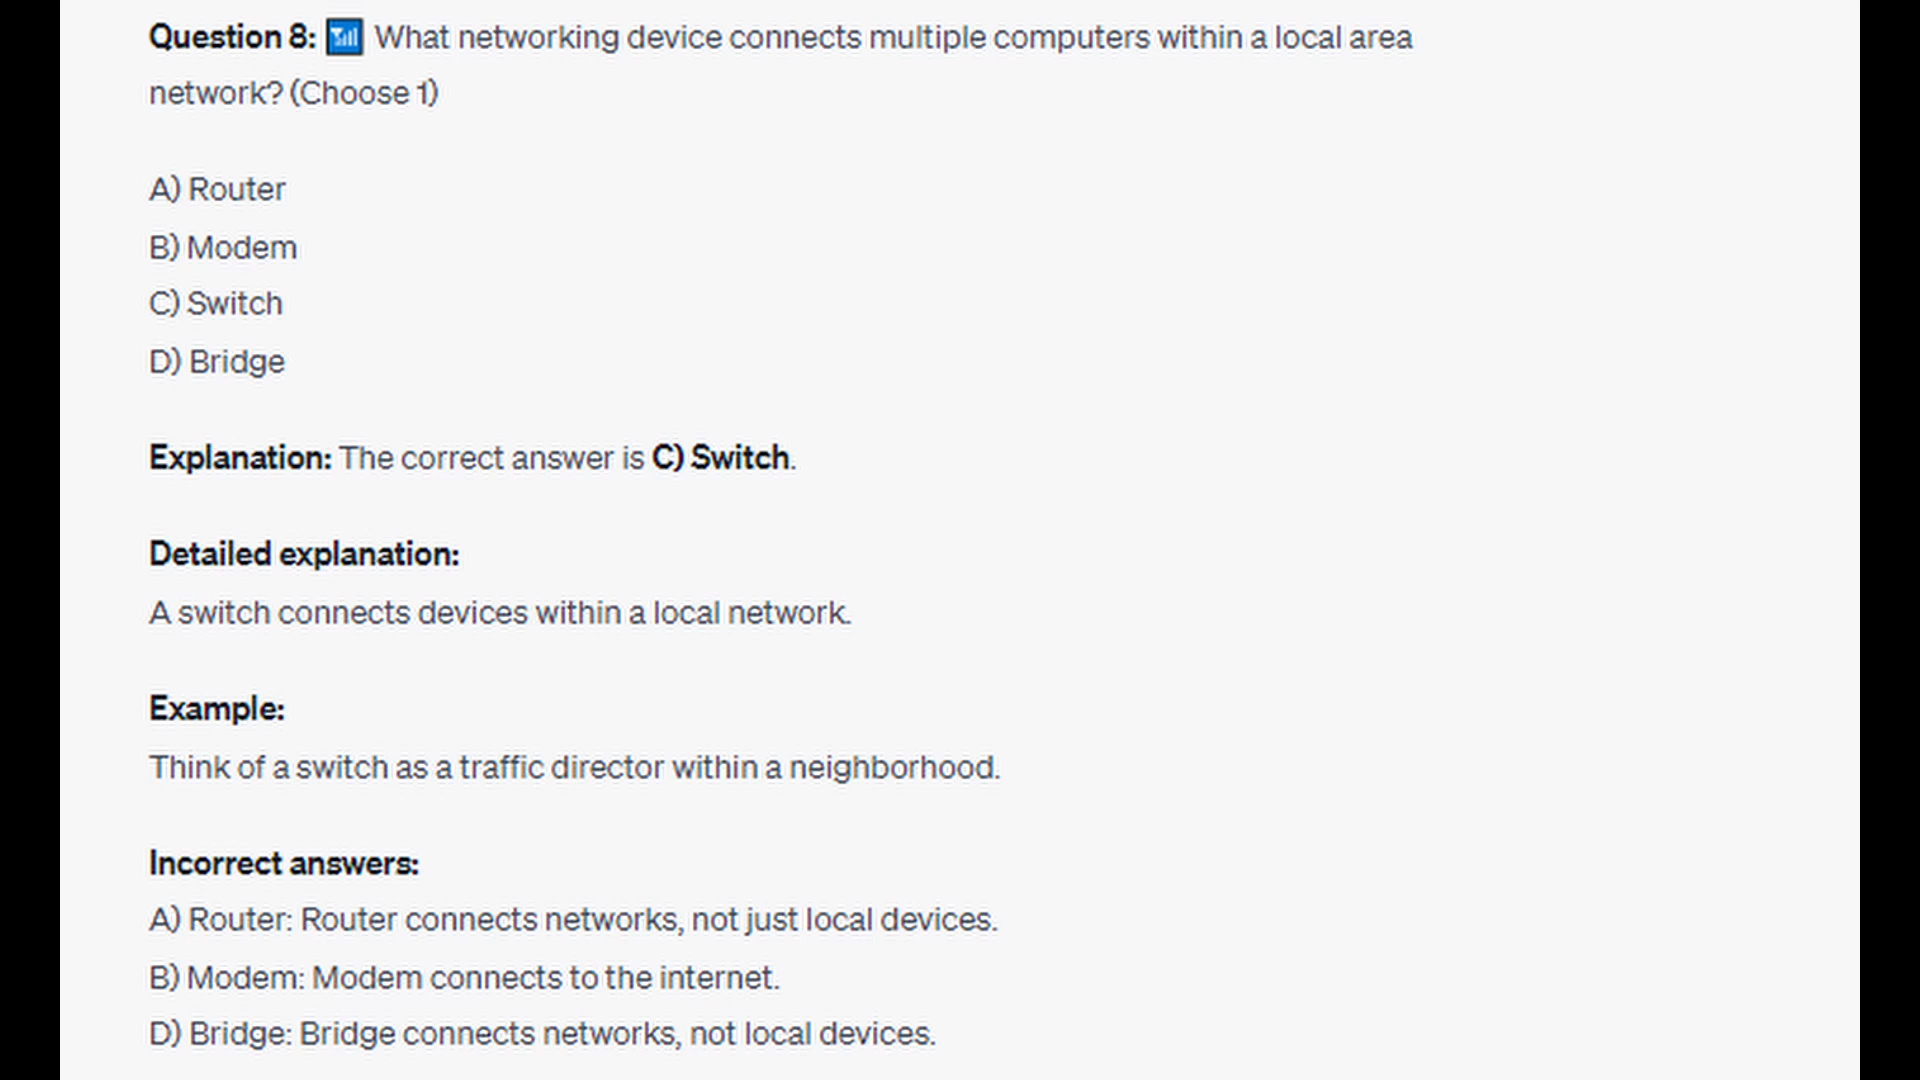 Question 8: 📶 What networking device connects multiple computers within a local area
network? (Choose 1)
A) Router
B) Modem
C) Switch
D) Bridge
Explanation: The correct answer is C) Switch.
Detailed explanation:
A switch connects devices within a local network.
Example:
Think of a switch as a traffic director within a neighborhood.
Incorrect answers:
A) Router: Router connects networks, not just local devices.
B) Modem: Modem connects to the internet.
D) Bridge: Bridge connects networks, not local devices.